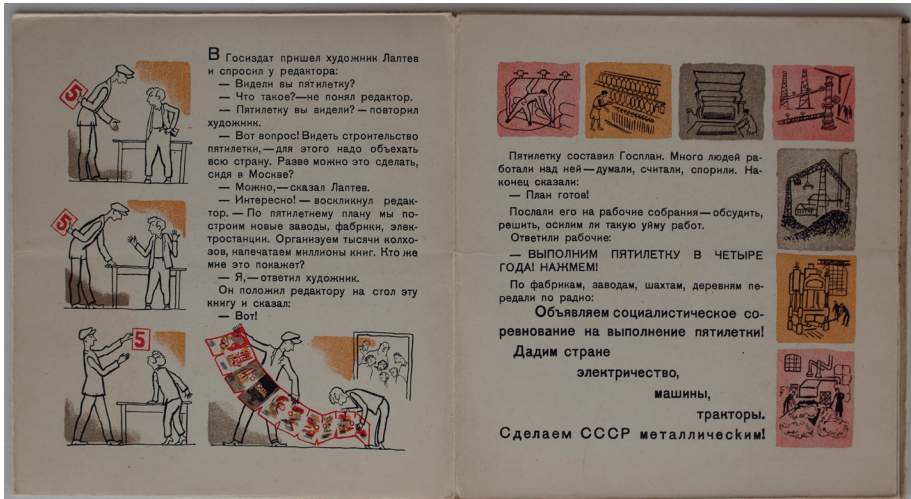 5
5
5
В Госиздат пришел художник Лаптев
и спросил у редактора:
— Видели вы пятилетку?
— Что такое?—не понял редактор.
— Пятилетку вы видели?—повторил
художник.
— Вот вопрос! Видеть строительство
пятилетки,—для этого надо объехать
всю страну. Разве можно это сделать,
сидя в Москве?
— Можно,—сказал Лаптев.
— Интересно!— воскликнул редак-
тор.— По пятилетнему плану мы по-
строим новые заводы, фабрики, элек-
тростанции. Организуем тысячи колхо-
зов, напечатаем миллионы книг. Кто же
мне это покажет?
— Я,—ответил художник.
Он положил редактору на стол эту
книгу и сказал:
— Вот!
Пятилетку составил Госплан. Много людей ра-
ботали над ней—думали, считали, спорили. На-
конец сказали:
— План готов!
Послали его на рабочие собрания—обсудить,
решить, осилим ли такую уйму работ.
Ответили рабочие:
— ВЫПОЛНИМ ПЯТИЛЕТКУ В ЧЕТЫРЕ
ГОДА! НАЖМЕМ!
По фабрикам, заводам, шахтам, деревням пе-
редали по радио:
Объявляем социалистическое со-
ревнование на выполнение пятилетки!
Дадим стране
электричество,
машины,
тракторы.
Сделаем СССР металлическим!